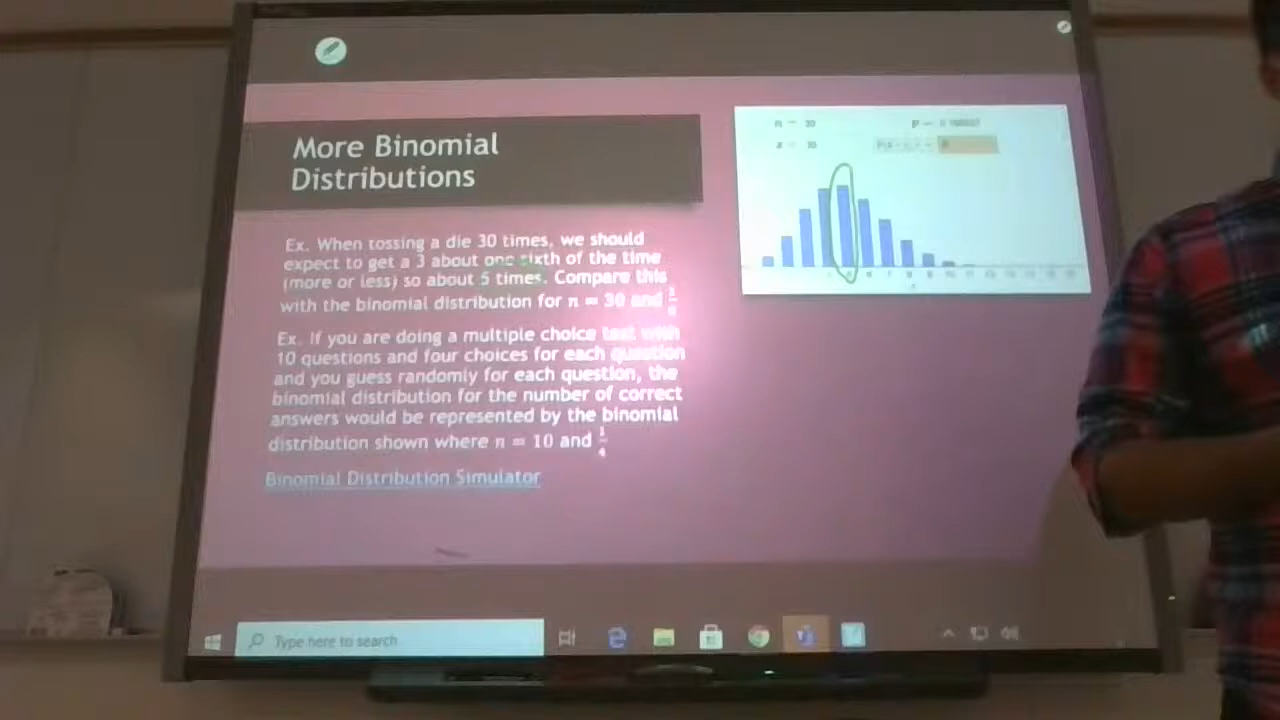 More Binomial
Distributions
Ex. When tossing a die 30 times, we should
expect to get a 3 about one sixth of the time
(more or less) so about 5 times. Compare this
with the binomial distribution for n = 30 and
Ex. If you are doing a multiple choice test with
10 questions and four choices for each question
and you guess randomly for each question, the
binomial distribution for the number of correct
answers would be represented by the binomial
distribution shown where n = 10 and 1/4
Binomial Distribution Simulator
n = 30
Type here to search